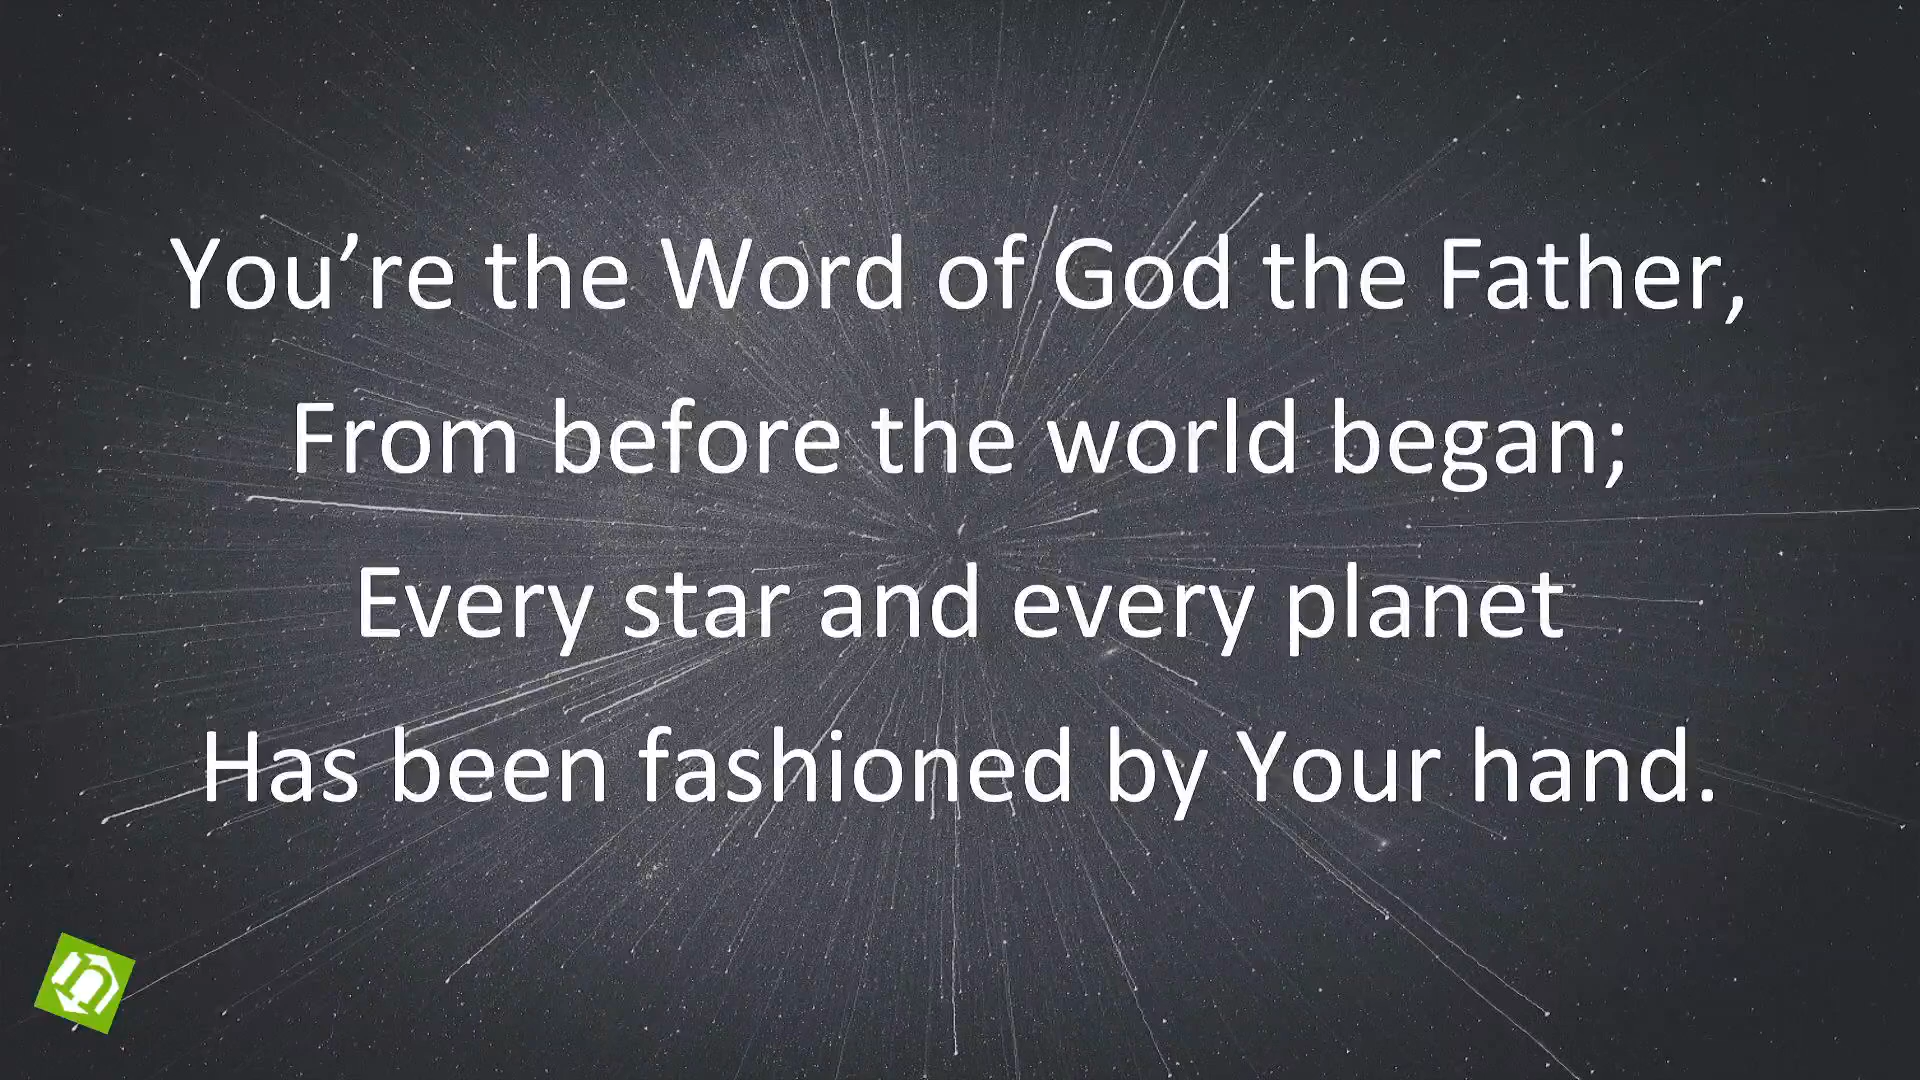 You’re the Word of God the Father,
From before the world began;
Every star and every planet
Has been fashioned by Your hand.